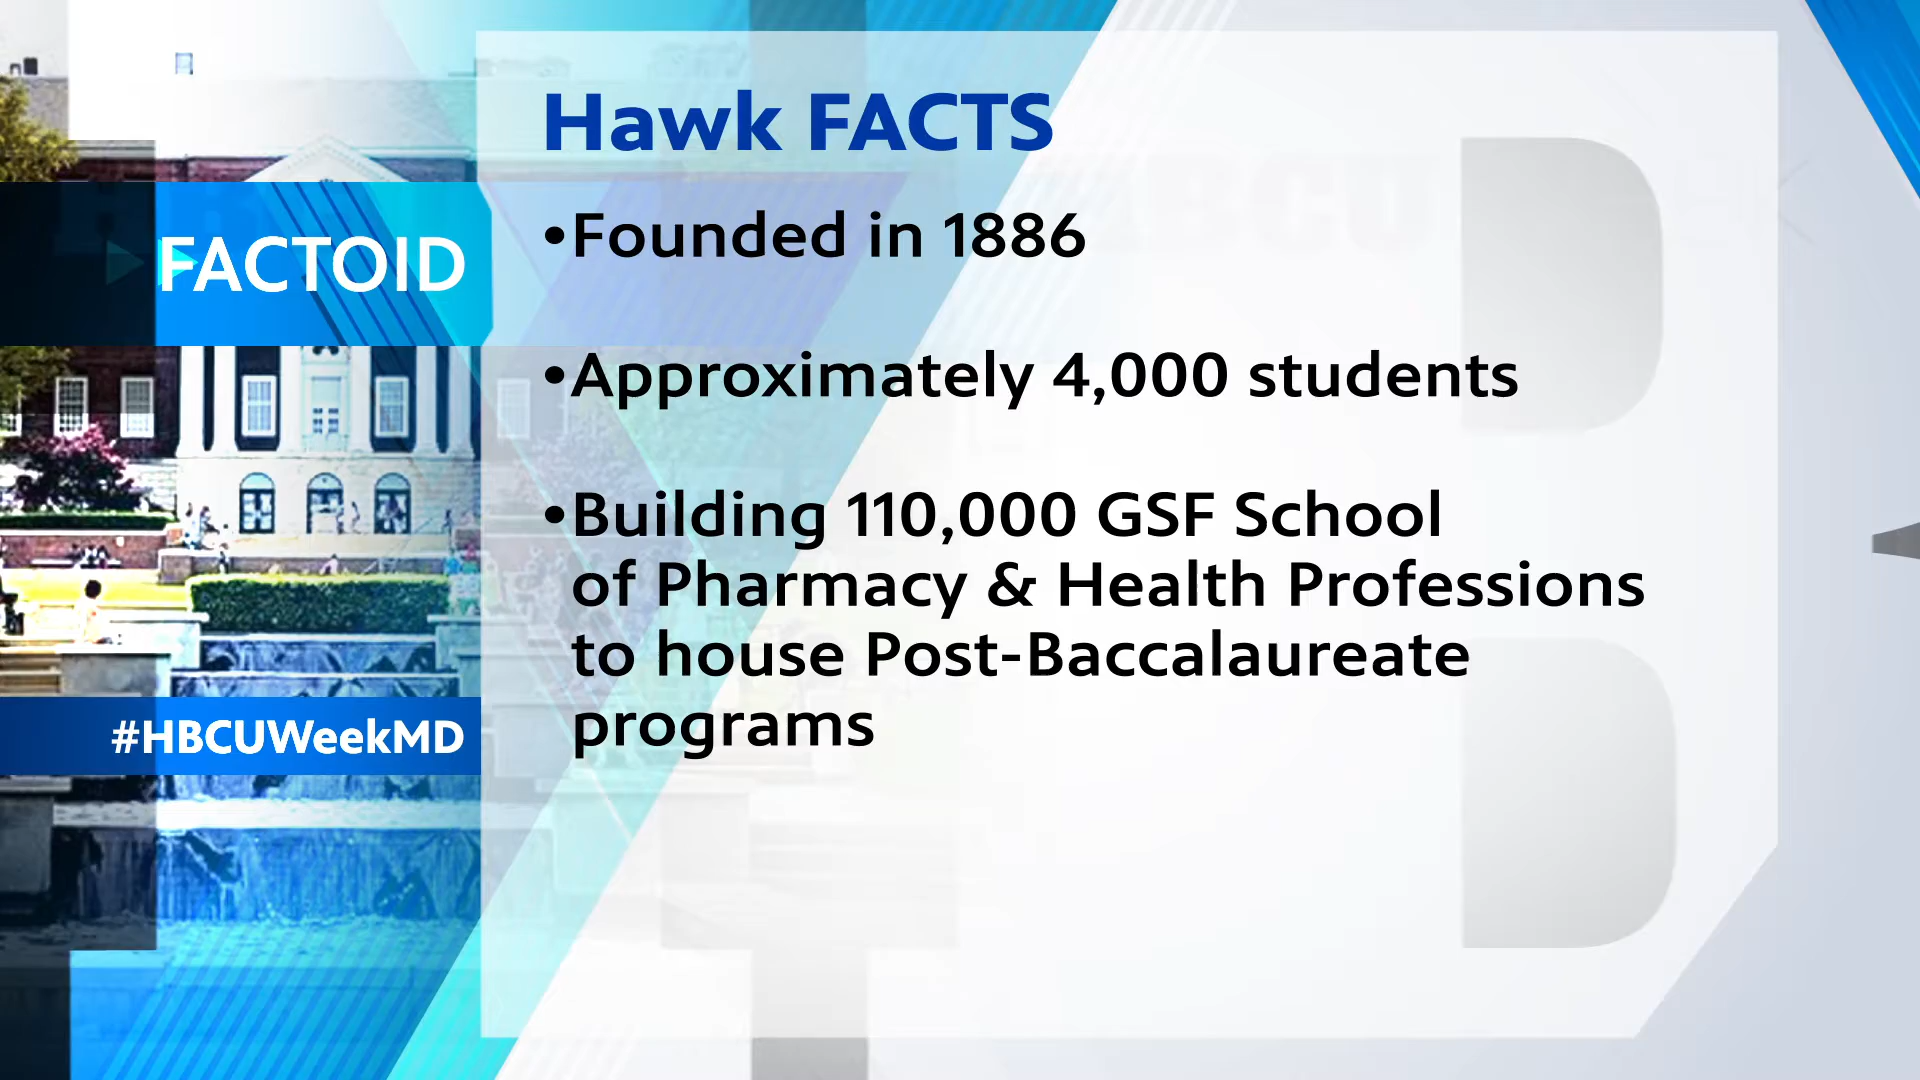 Hawk FACTS
FACTOID
•Founded in 1886
•Approximately 4,000 students
•Building 110,000 GSF School
of Pharmacy & Health Professions
to house Post-Baccalaureate
programs
#HBCUWeekMD